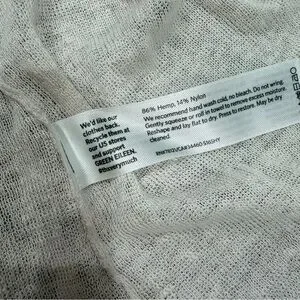 We'd like our
clothes back.
Recycle them at
our US stores
and support
GREEN EILEEN.
#thisverymuch
86% Hemp, 14% Nylon
We recommend hand wash cold, no bleach. Do not wring.
Gently squeeze or roll in towel to remove excess moisture.
Reshape and lay flat to dry. Press to restore. May be dry
cleaned.